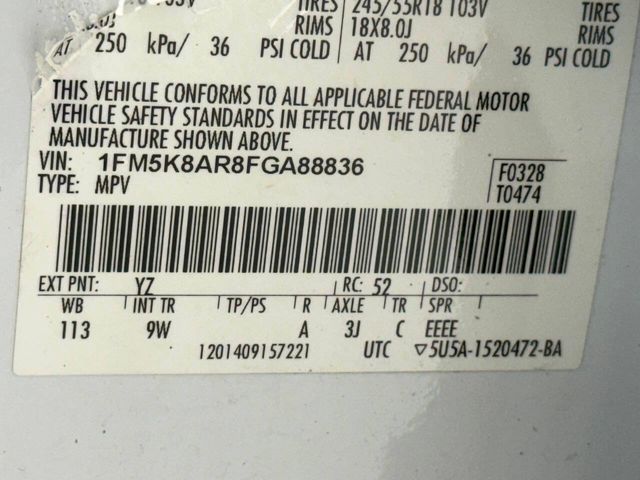 103V TIRES 245/55R18 103V TIRES
.0J RIMS 18X8.0J RIMS
AT 250 kPa/ 36 PSI COLD AT 250 kPa/ 36 PSI COLD
THIS VEHICLE CONFORMS TO ALL APPLICABLE FEDERAL MOTOR
VEHICLE SAFETY STANDARDS IN EFFECT ON THE DATE OF
MANUFACTURE SHOWN ABOVE.
VIN: 1FM5K8AR8FGA88836
TYPE: MPV
F0328
T0474
EXT PNT: YZ RC: 52 DSO:
WB INT TR TP/PS R AXLE TR SPR
113 9W A 3J C EEEE
1201409157221 UTC ▽5U5A-1520472-BA